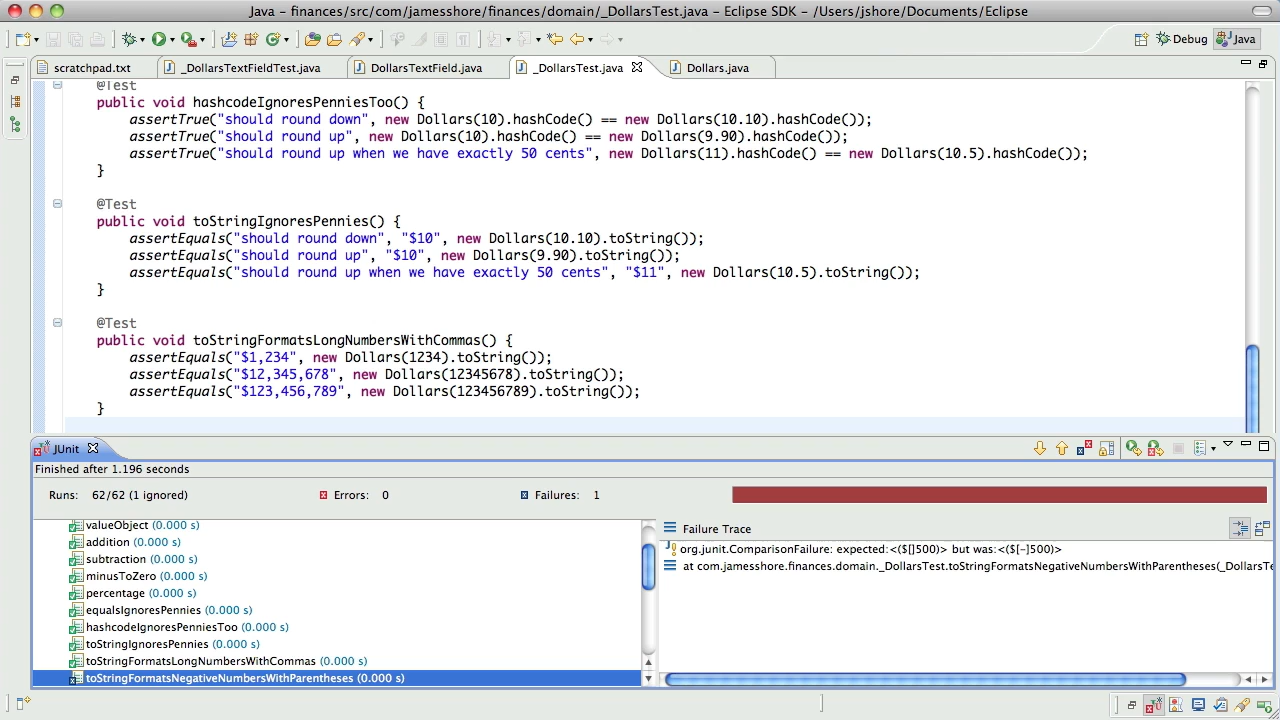 Java – finances/src/com/jamesshore/finances/domain/_DollarsTest.java – Eclipse SDK – /Users/jshore/Documents/Eclipse
Debug Java
scratchpad.txt _DollarsTextFieldTest.java DollarsTextField.java _DollarsTest.java Dollars.java
@Test
public void hashcodeIgnoresPenniesToo() {
assertTrue("should round down", new Dollars(10).hashCode() == new Dollars(10.10).hashCode());
assertTrue("should round up", new Dollars(10).hashCode() == new Dollars(9.90).hashCode());
assertTrue("should round up when we have exactly 50 cents", new Dollars(11).hashCode() == new Dollars(10.5).hashCode());
}
@Test
public void toStringIgnoresPennies() {
assertEquals("should round down", "$10", new Dollars(10.10).toString());
assertEquals("should round up", "$10", new Dollars(9.90).toString());
assertEquals("should round up when we have exactly 50 cents", "$11", new Dollars(10.5).toString());
}
@Test
public void toStringFormatsLongNumbersWithCommas() {
assertEquals("$1,234", new Dollars(1234).toString());
assertEquals("$12,345,678", new Dollars(12345678).toString());
assertEquals("$123,456,789", new Dollars(123456789).toString());
}
JUnit
Finished after 1.196 seconds
Runs: 62/62 (1 ignored) Errors: 0 Failures: 1
valueObject (0.000 s)
addition (0.000 s)
subtraction (0.000 s)
minusToZero (0.000 s)
percentage (0.000 s)
equalsIgnoresPennies (0.000 s)
hashcodeIgnoresPenniesToo (0.000 s)
toStringIgnoresPennies (0.000 s)
toStringFormatsLongNumbersWithCommas (0.000 s)
toStringFormatsNegativeNumbersWithParentheses (0.000 s)
Failure Trace
org.junit.ComparisonFailure: expected:<($[]500)> but was:<($[-]500)>
at com.jamesshore.finances.domain._DollarsTest.toStringFormatsNegativeNumbersWithParentheses(_DollarsTe